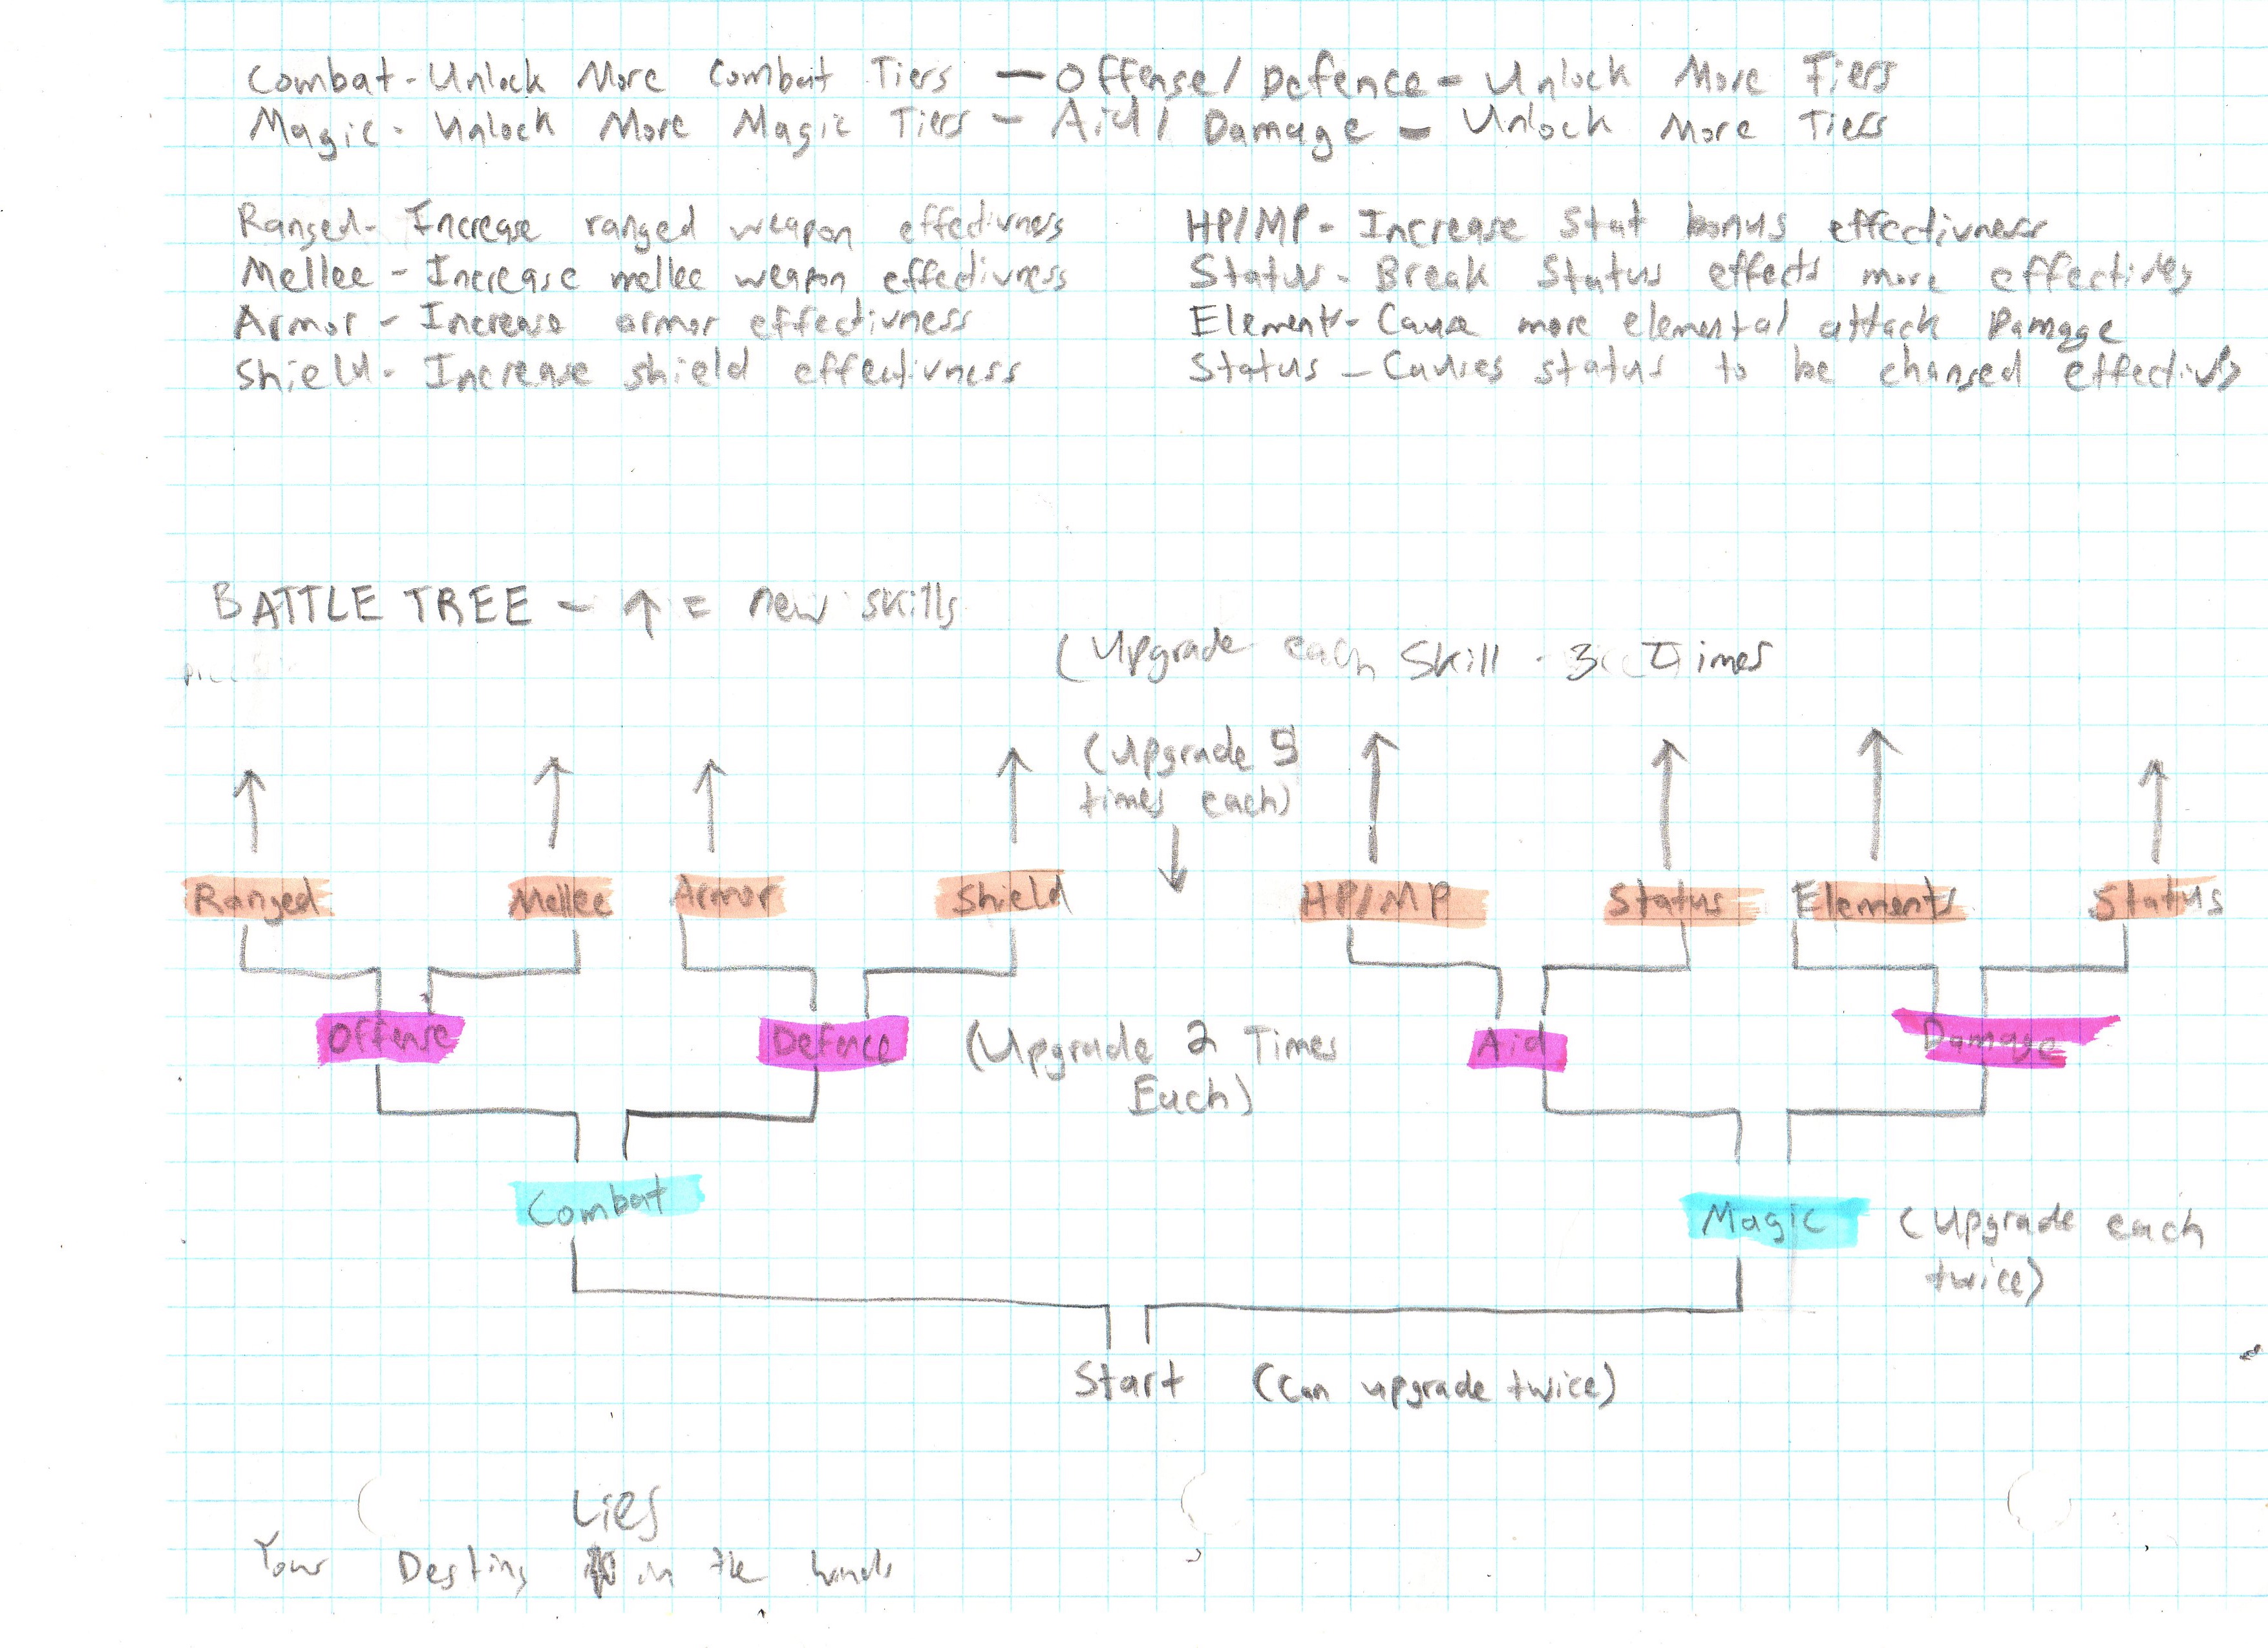 Combat - Unlock More Combat Tiers — Offense / Defence - Unlock More Tiers
Magic - Unlock More Magic Tiers - Aid / Damage - Unlock More Tiers
Ranged - Increase ranged weapon effectivness
Mellee - Increase mellee weapon effectivness
Armor - Increase armor effectivness
Shield - Increase shield effectivness
HP/MP - Increase Stat bonus effectivness
Status - Break Status effects more effectivley
Elements - Cause more elemental attack Damage
Status - Causes status to be changed effectivly
BATTLE TREE - ↑ = new skills
(Upgrade each Skill - 3 Times
(Upgrade 5
times each)
Ranged Mellee Armor Shield HP/MP Status Elements Status
Offense Defence (Upgrade 2 Times Aid Damage
Each)
Combat Magic (Upgrade each
twice)
Start (Can upgrade twice)
Lies
Your Destiny in the